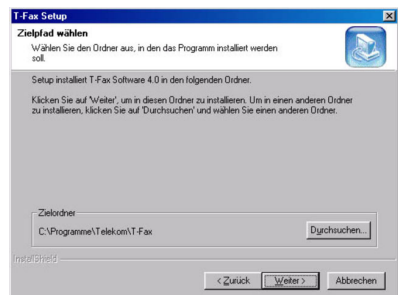 T-Fax Setup
Zielpfad wählen
Wählen Sie den Ordner aus, in den das Programm installiert werden
soll.
Setup installiert T-Fax Software 4.0 in den folgenden Ordner.
Klicken Sie auf 'Weiter', um in diesen Ordner zu installieren. Um in einen anderen Ordner
zu installieren, klicken Sie auf 'Durchsuchen' und wählen Sie einen anderen Ordner.
Zielordner
C:\Programme\Telekom\T-Fax
Durchsuchen...
InstallShield
< Zurück Weiter > Abbrechen